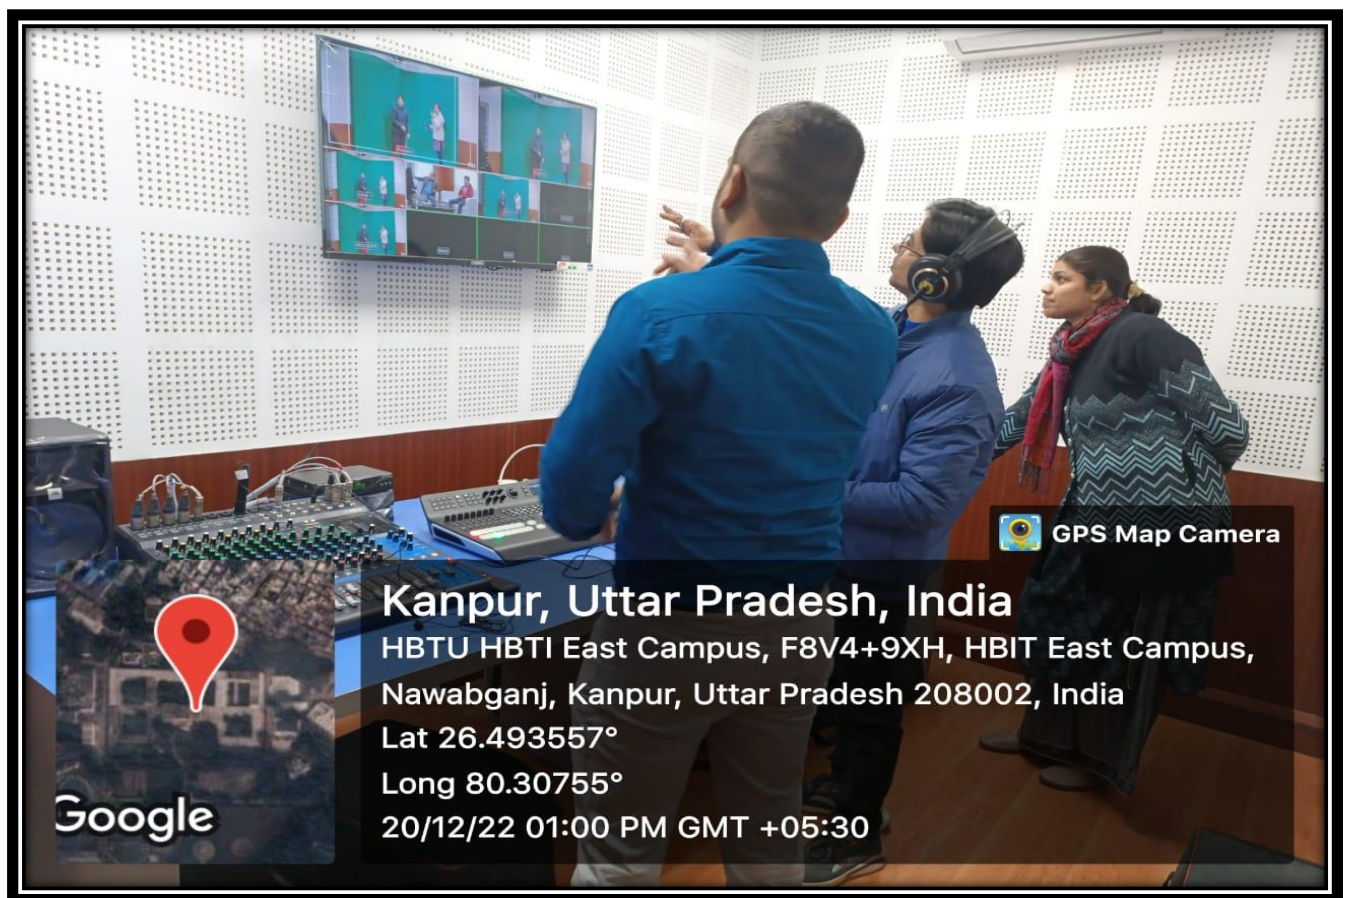 GPS Map Camera
Kanpur, Uttar Pradesh, India
HBTU HBTI East Campus, F8V4+9XH, HBIT East Campus,
Nawabganj, Kanpur, Uttar Pradesh 208002, India
Lat 26.493557°
Long 80.30755°
20/12/22 01:00 PM GMT +05:30
Google